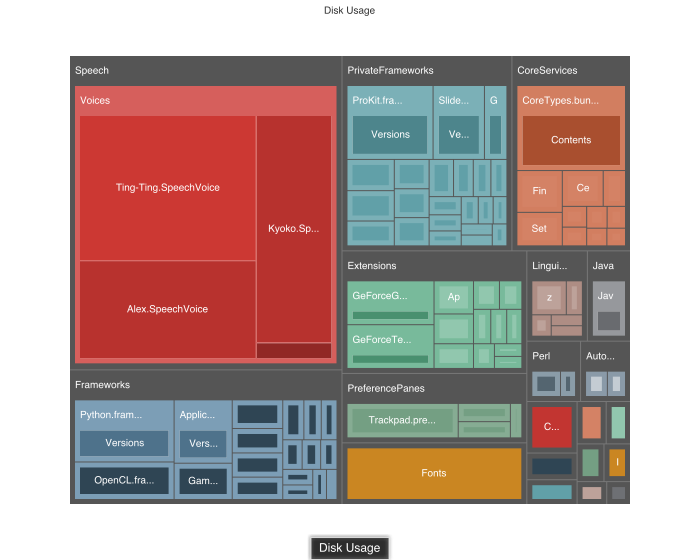 Disk Usage
Speech
Voices
Ting-Ting.SpeechVoice
Alex.SpeechVoice
Kyoko.Sp...
Frameworks
Python.fram...
Versions
OpenCL.fra...
Applic...
Vers...
Gam...
PrivateFrameworks
ProKit.fra...
Versions
Slide...
Ve...
G
CoreServices
CoreTypes.bun...
Contents
Fin
Ce
Set
Extensions
GeForceG...
GeForceTe...
Ap
PreferencePanes
Trackpad.pre...
Fonts
Lingui...
z
Java
Jav
Perl
Auto...
C...
I
Disk Usage